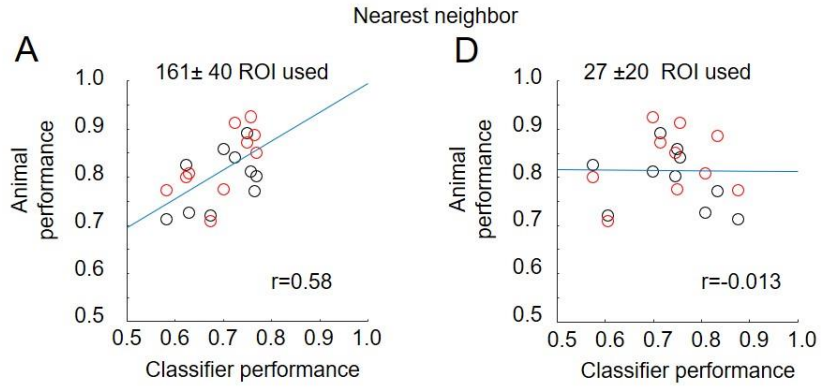 Nearest neighbor
A
161± 40 ROI used
1.0
0.9
0.8
0.7
0.6
0.5
Animal
performance
r=0.58
0.5 0.6 0.7 0.8 0.9 1.0
Classifier performance
D
27 ±20 ROI used
1.0
0.9
0.8
0.7
0.6
0.5
Animal
performance
r=-0.013
0.5 0.6 0.7 0.8 0.9 1.0
Classifier performance